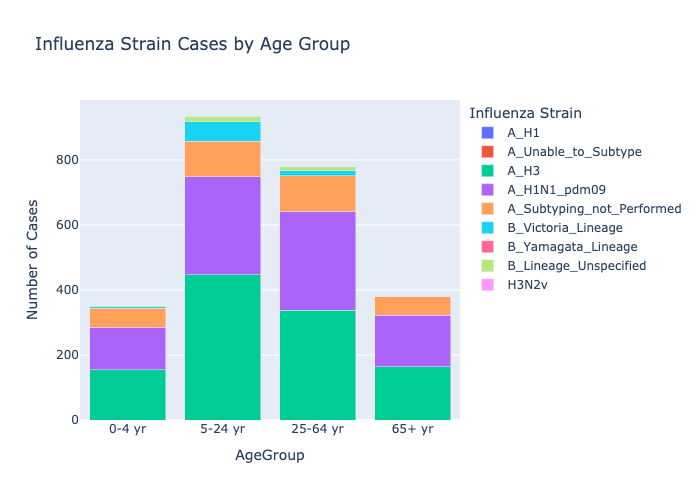 Influenza Strain Cases by Age Group
Influenza Strain
A_H1
A_Unable_to_Subtype
A_H3
A_H1N1_pdm09
A_Subtyping_not_Performed
B_Victoria_Lineage
B_Yamagata_Lineage
B_Lineage_Unspecified
H3N2v
Number of Cases
800
600
400
200
0
0-4 yr
5-24 yr
25-64 yr
65+ yr
AgeGroup